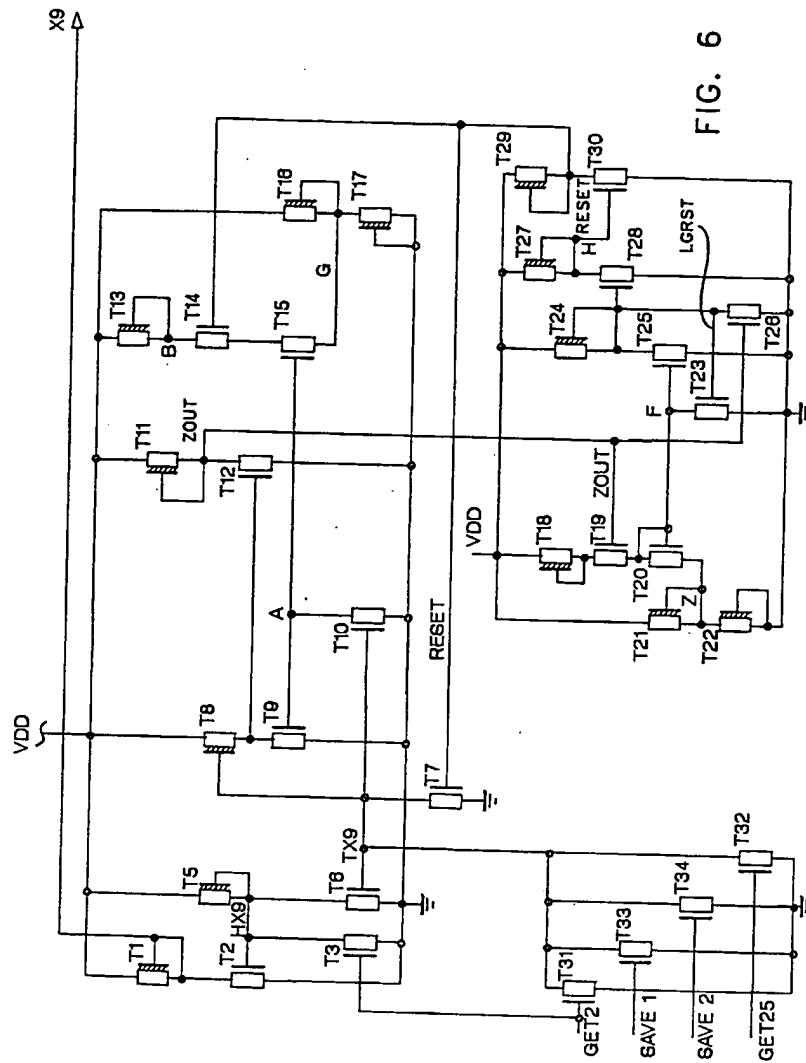 X9
VDD
T1
T2
T3
HX9
T5
T6
TX9
T7
T8
T9
A
T10
RESET
T11
ZOUT
T12
T13
B
T14
T15
G
T16
T17
GET2
T31
SAVE 1
T33
SAVE 2
T34
GET25
T32
VDD
T18
T19
T20
Z
T21
T22
ZOUT
F
T23
T24
T25
T26
T27
H
RESET
T28
T29
T30
LGRST
FIG. 6